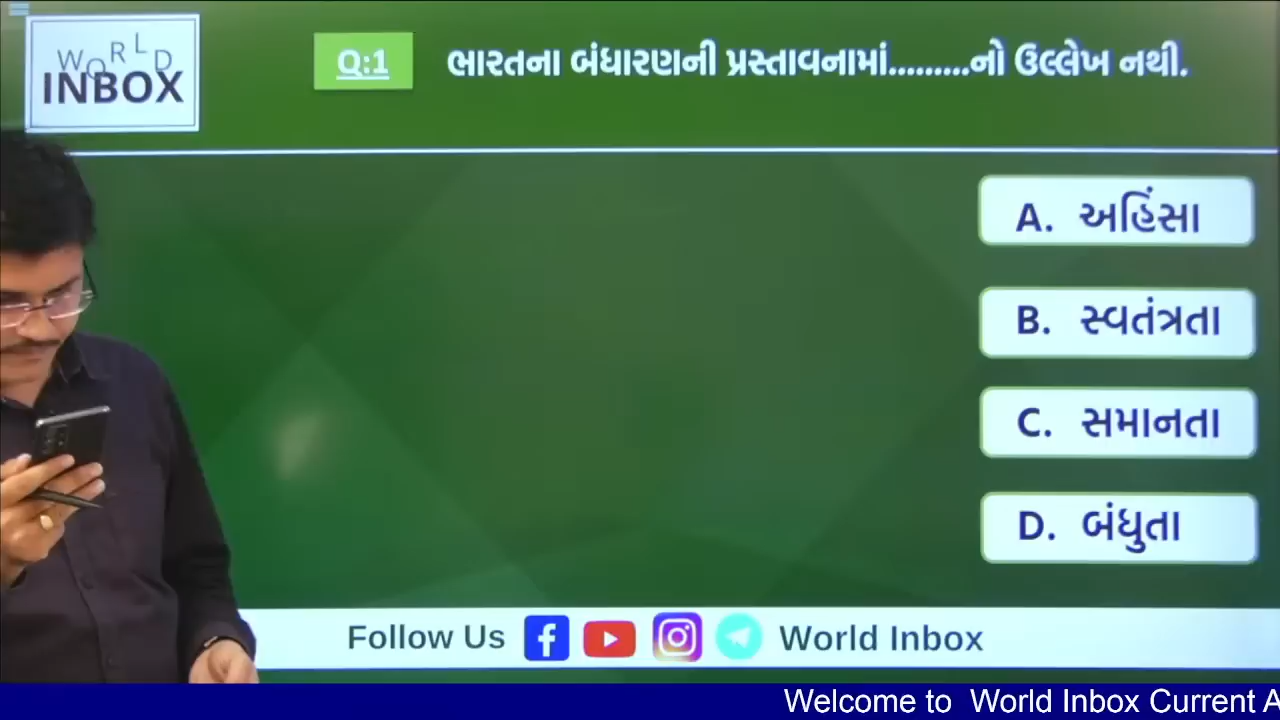 WORLD
INBOX
Q:1
ભારતના બંધારણની પ્રસ્તાવનામાં.........નો ઉલ્લેખ નથી.
A. અહિંસા
B. સ્વતંત્રતા
C. સમાનતા
D. બંધુતા
Follow Us
World Inbox
Welcome to World Inbox Current A